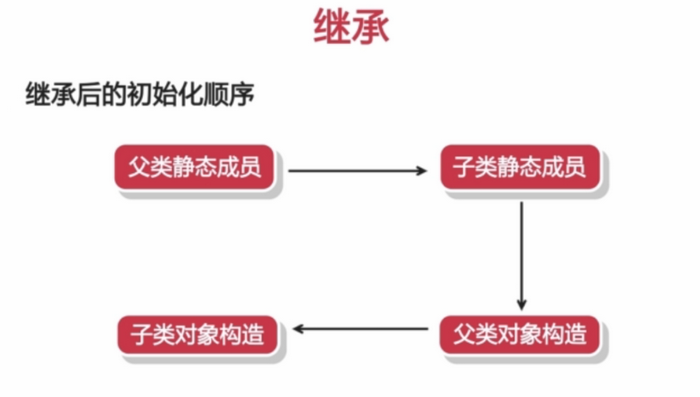 继承
继承后的初始化顺序
父类静态成员
子类静态成员
子类对象构造
父类对象构造